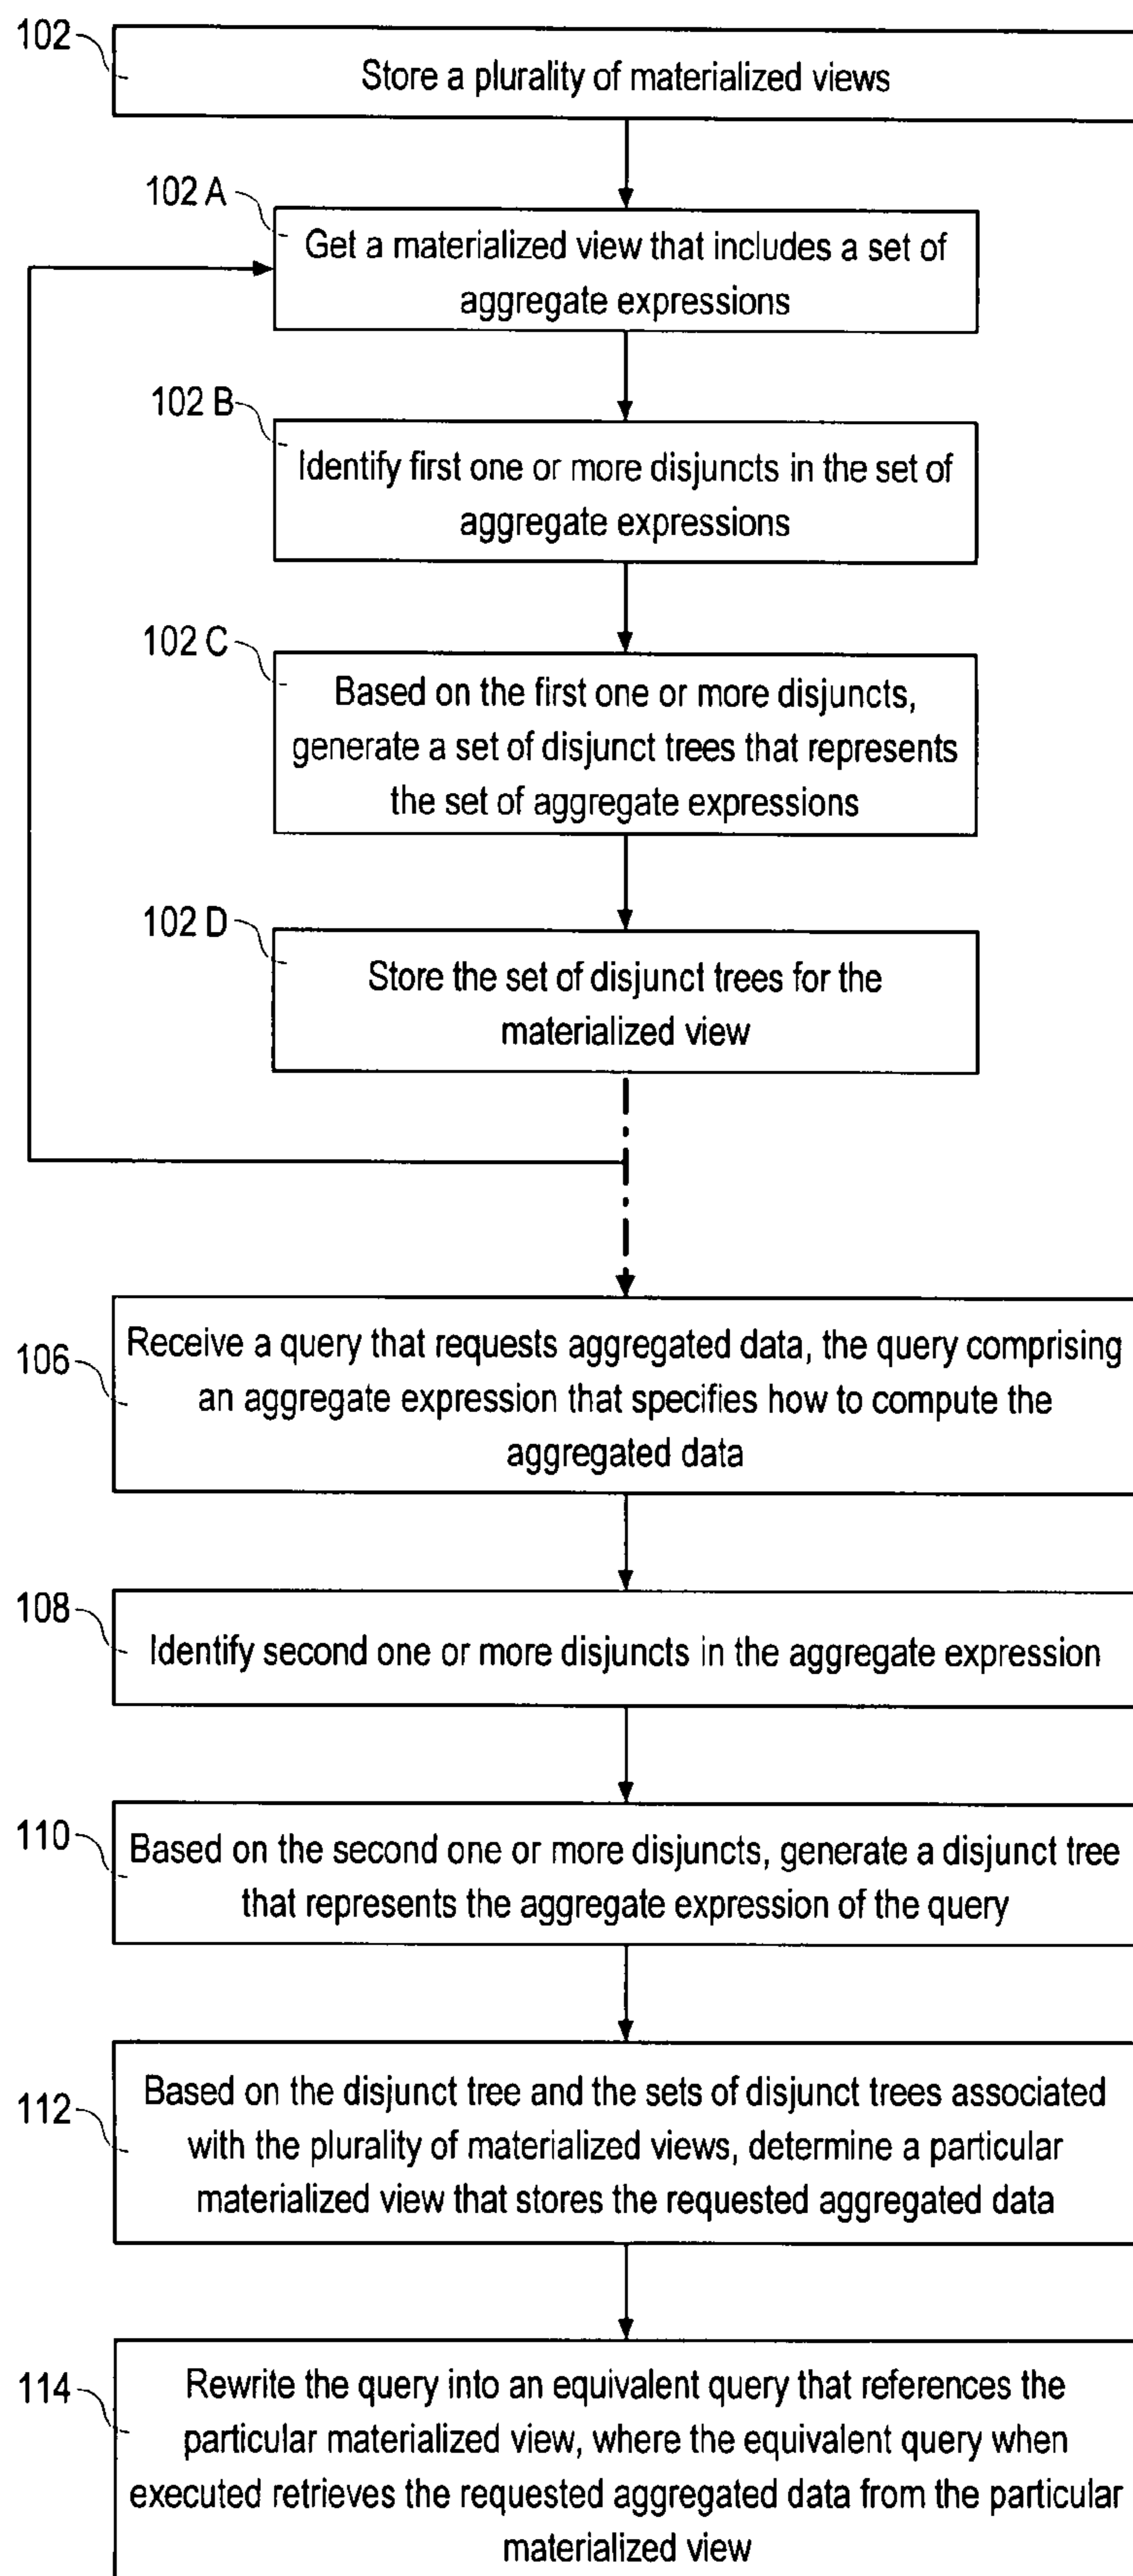 102
Store a plurality of materialized views
102 A
Get a materialized view that includes a set of
aggregate expressions
102 B
Identify first one or more disjuncts in the set of
aggregate expressions
102 C
Based on the first one or more disjuncts,
generate a set of disjunct trees that represents
the set of aggregate expressions
102 D
Store the set of disjunct trees for the
materialized view
106
Receive a query that requests aggregated data, the query comprising
an aggregate expression that specifies how to compute the
aggregated data
108
Identify second one or more disjuncts in the aggregate expression
110
Based on the second one or more disjuncts, generate a disjunct tree
that represents the aggregate expression of the query
112
Based on the disjunct tree and the sets of disjunct trees associated
with the plurality of materialized views, determine a particular
materialized view that stores the requested aggregated data
114
Rewrite the query into an equivalent query that references the
particular materialized view, where the equivalent query when
executed retrieves the requested aggregated data from the particular
materialized view